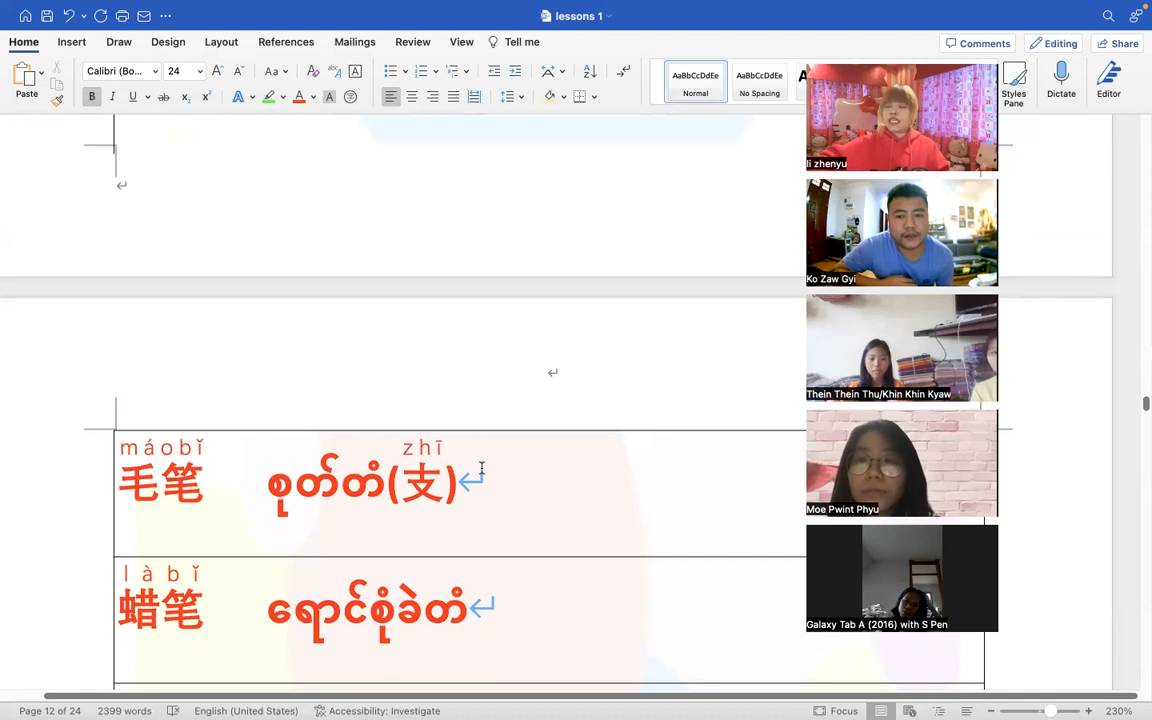 lessons 1
Home Insert Draw Design Layout References Mailings Review View Tell me
Comments Editing Share
Calibri (Bo... 24
Aa
Paste
B I U ab x₂ x² A A A
AaBbCcDdEe
Normal
AaBbCcDdEe
No Spacing
Styles Pane
Dictate
Editor
li zhenyu
Ko Zaw Gyi
Thein Thein Thu/Khin Khin Kyaw
Moe Pwint Phyu
Galaxy Tab A (2016) with S Pen
máobǐ zhī
毛笔 စုတ်တံ(支)
làbǐ
蜡笔 ရောင်စုံခဲတံ
Page 12 of 24 2399 words English (United States) Accessibility: Investigate Focus 230%